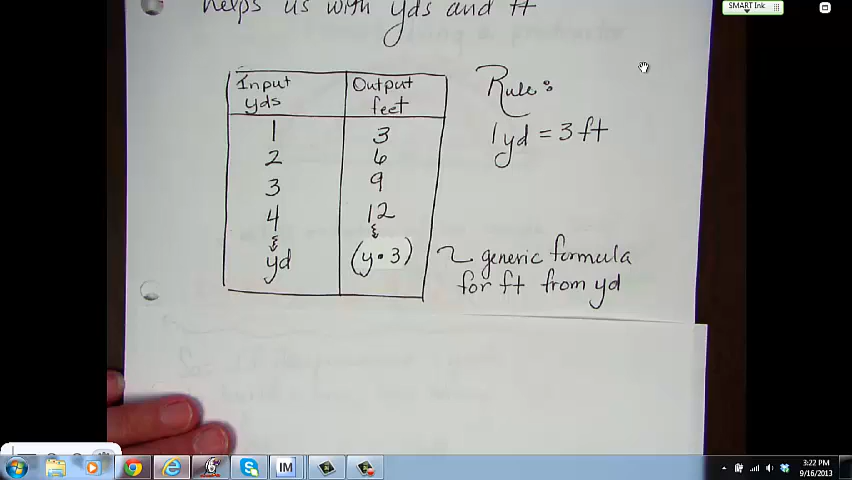 SMART Ink
helps us with yds and ft
Input yds
Output feet
1 3
2 6
3 9
4 12
yd (y•3)
Rule:
1 yd = 3 ft
~ generic formula
for ft from yd
IM
3:22 PM
9/16/2013